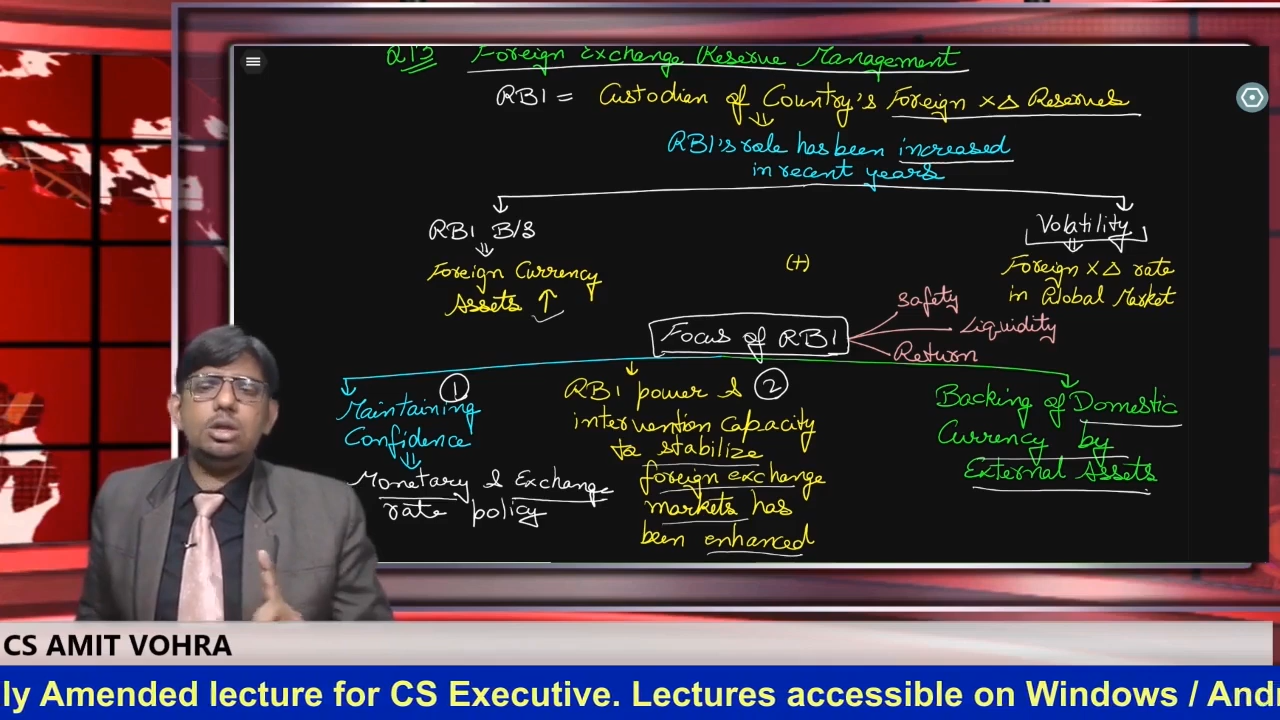 Q13 Foreign Exchange Reserve Management
RBI = Custodian of Country's Foreign x∆ Reserves
RBI's role has been increased
in recent years
RBI B/S
Foreign Currency
Assets ↑
(+)
Volatility
Foreign x∆ rate
in Global Market
Focus of RBI
Safety
Liquidity
Return
①
Maintaining
Confidence
Monetary & Exchange
rate policy
RBI power & ②
intervention capacity
to stabilize
foreign exchange
markets has
been enhanced
Backing of Domestic
Currency by
External Assets
CS AMIT VOHRA
ly Amended lecture for CS Executive. Lectures accessible on Windows / And